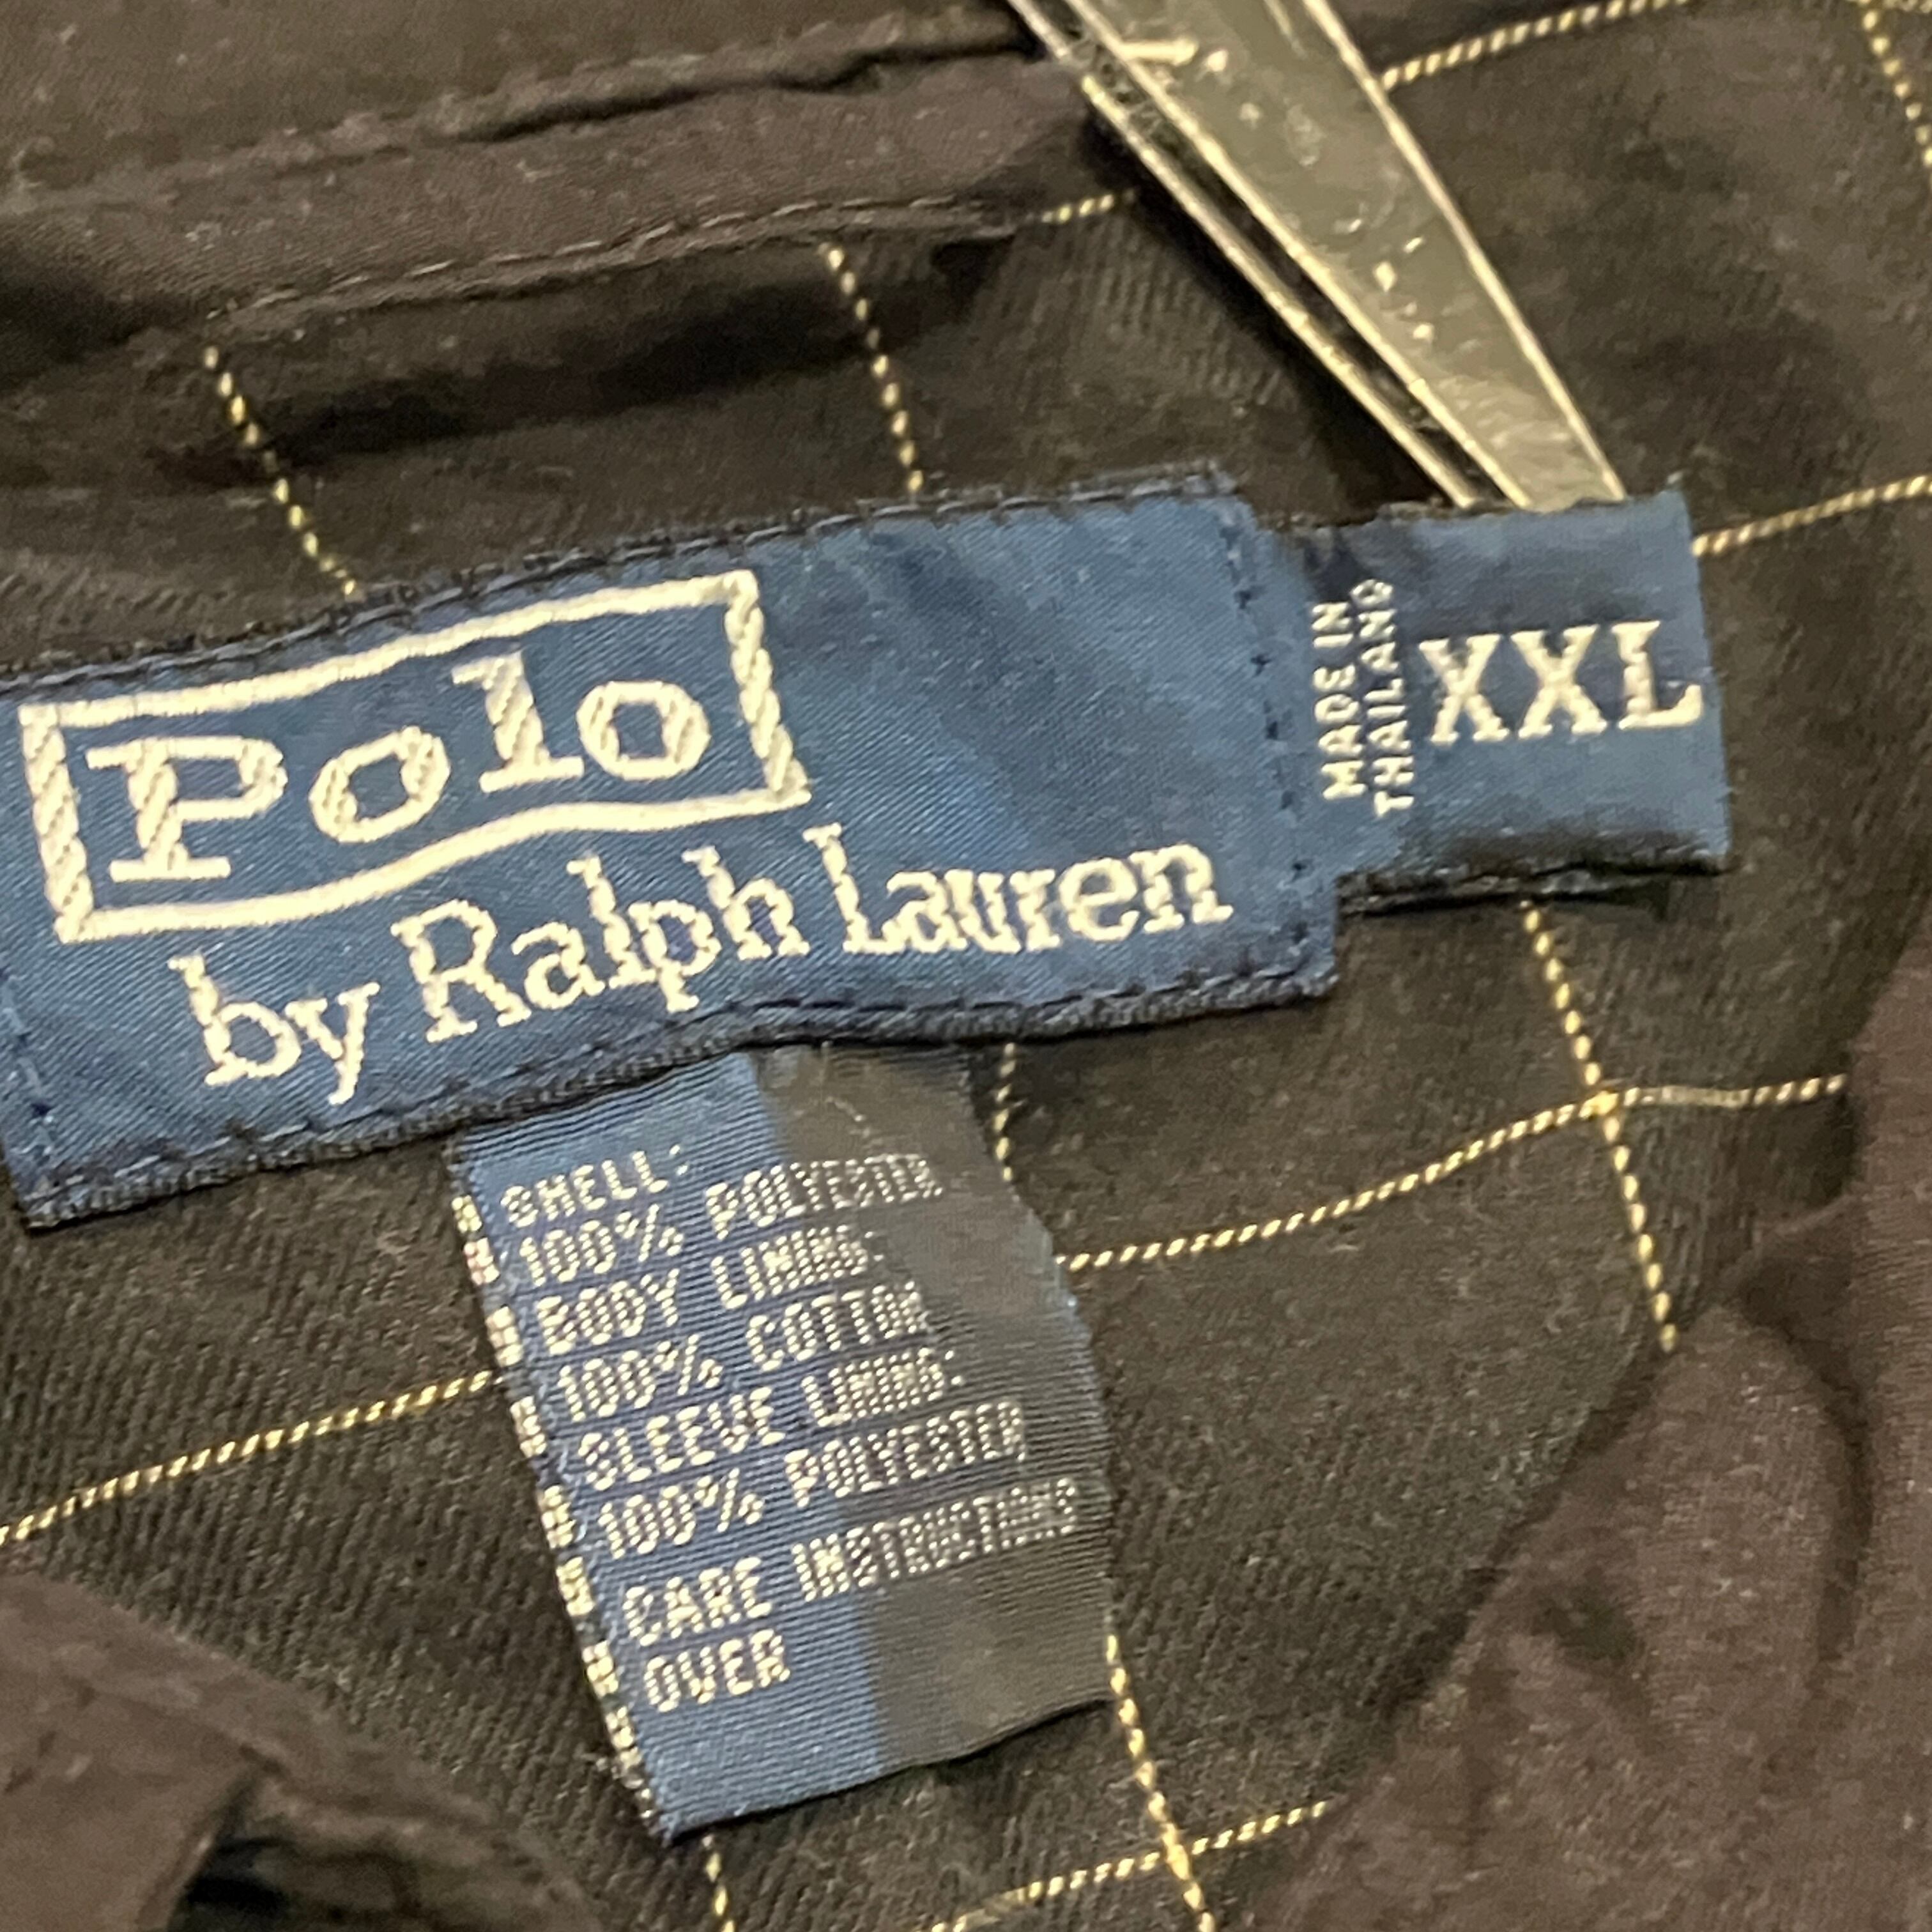 Polo
by Ralph Lauren
MADE IN
THAILAND
XXL
SHELL:
100% POLYESTER
BODY LINING:
100% COTTON
SLEEVE LINING:
100% POLYESTER
CARE INSTRUCTIONS
OVER